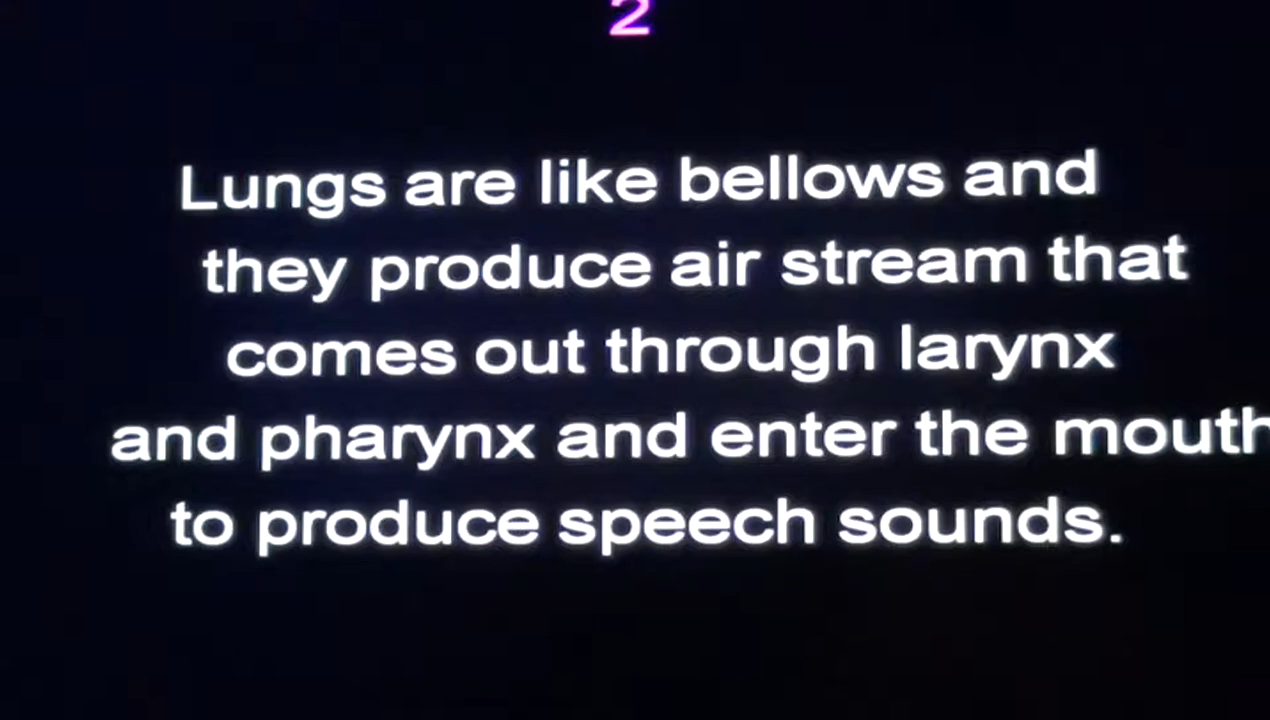 2
Lungs are like bellows and
they produce air stream that
comes out through larynx
and pharynx and enter the mouth
to produce speech sounds.